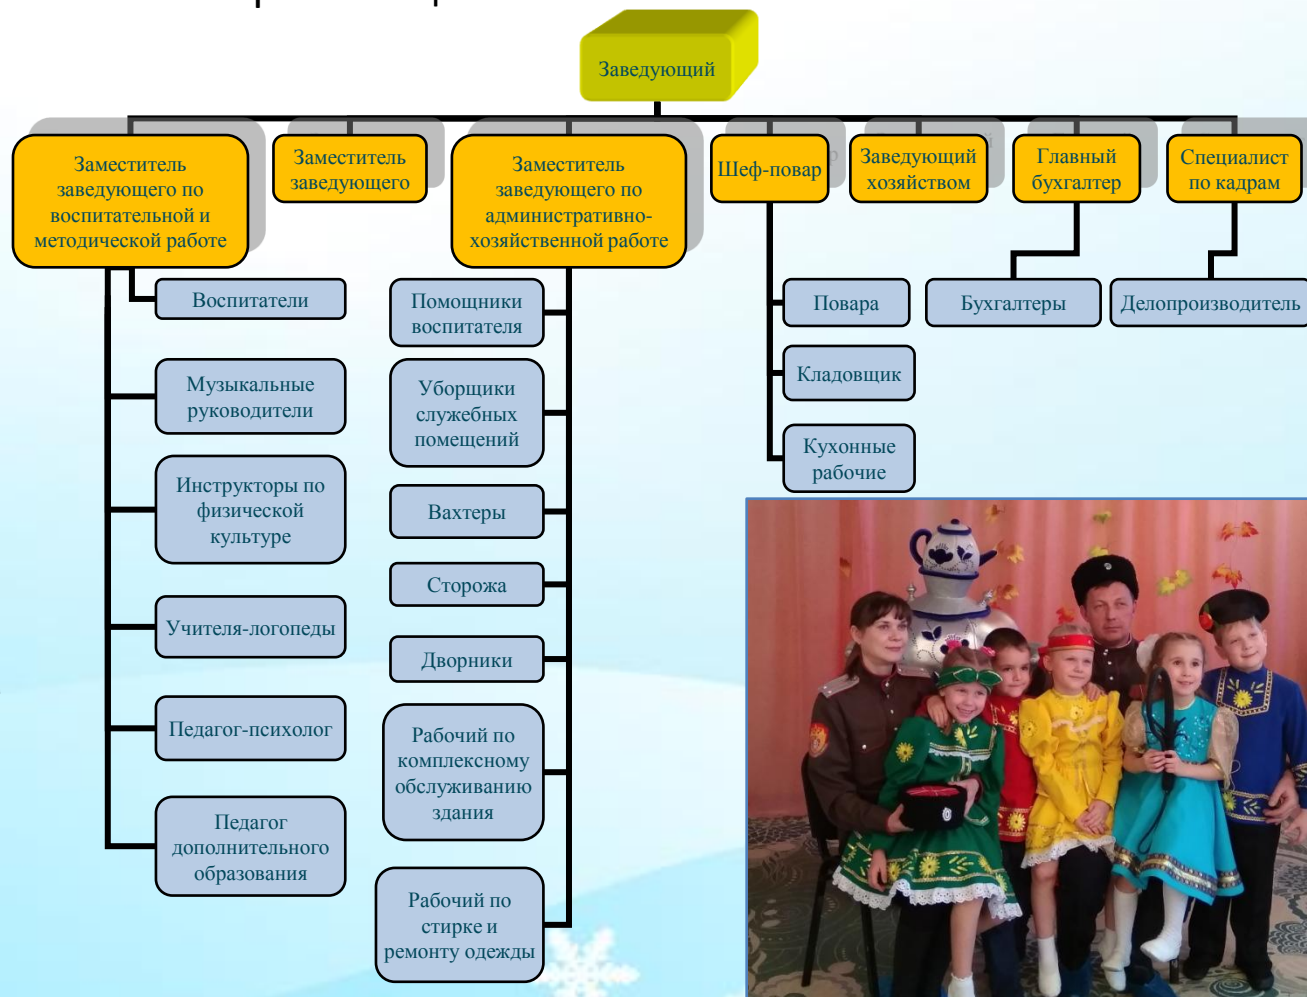 Заведующий
Заместитель
заведующего по
воспитательной и
методической работе
Заместитель
заведующего
Заместитель
заведующего по
административно-
хозяйственной работе
Шеф-повар
Заведующий
хозяйством
Главный
бухгалтер
Специалист
по кадрам
Воспитатели
Музыкальные
руководители
Инструкторы по
физической
культуре
Учителя-логопеды
Педагог-психолог
Педагог
дополнительного
образования
Помощники
воспитателя
Уборщики
служебных
помещений
Вахтеры
Сторожа
Дворники
Рабочий по
комплексному
обслуживанию
здания
Рабочий по
стирке и
ремонту одежды
Повара
Кладовщик
Кухонные
рабочие
Бухгалтеры
Делопроизводитель